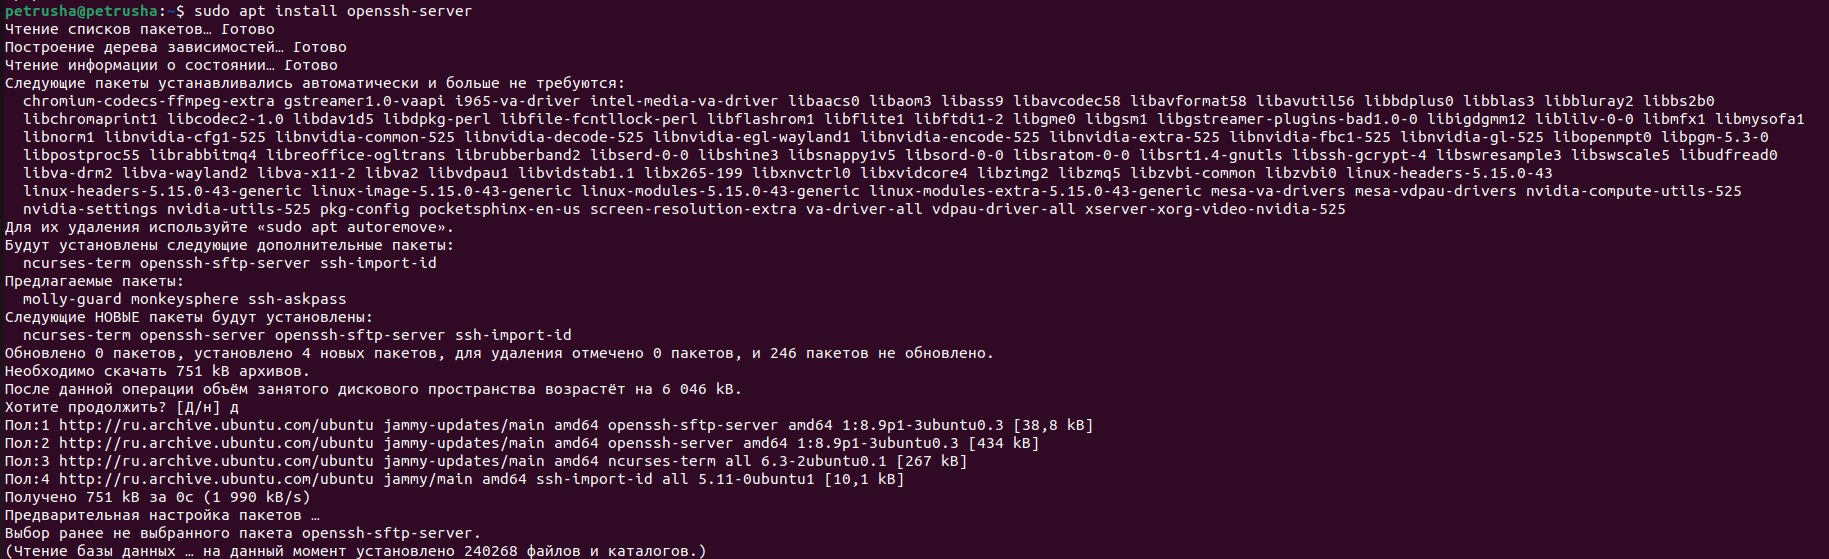 petrusha@petrusha:~$ sudo apt install openssh-server
Чтение списков пакетов… Готово
Построение дерева зависимостей… Готово
Чтение информации о состоянии… Готово
Следующие пакеты устанавливались автоматически и больше не требуются:
  chromium-codecs-ffmpeg-extra gstreamer1.0-vaapi i965-va-driver intel-media-va-driver libaacs0 libaom3 libass9 libavcodec58 libavformat58 libavutil56 libbdplus0 libblas3 libbluray2 libbs2b0
  libchromaprint1 libcodec2-1.0 libdav1d5 libdpkg-perl libfile-fcntllock-perl libflashrom1 libflite1 libftdi1-2 libgme0 libgsm1 libgstreamer-plugins-bad1.0-0 libigdgmm12 liblilv-0-0 libmfx1 libmysofa1
  libnorm1 libnvidia-cfg1-525 libnvidia-common-525 libnvidia-decode-525 libnvidia-egl-wayland1 libnvidia-encode-525 libnvidia-extra-525 libnvidia-fbc1-525 libnvidia-gl-525 libopenmpt0 libpgm-5.3-0
  libpostproc55 librabbitmq4 libreoffice-ogltrans librubberband2 libserd-0-0 libshine3 libsnappy1v5 libsord-0-0 libsratom-0-0 libsrt1.4-gnutls libssh-gcrypt-4 libswresample3 libswscale5 libudfread0
  libva-drm2 libva-wayland2 libva-x11-2 libva2 libvdpau1 libvidstab1.1 libx265-199 libxnvctrl0 libxvidcore4 libzimg2 libzmq5 libzvbi-common libzvbi0 linux-headers-5.15.0-43
  linux-headers-5.15.0-43-generic linux-image-5.15.0-43-generic linux-modules-5.15.0-43-generic linux-modules-extra-5.15.0-43-generic mesa-va-drivers mesa-vdpau-drivers nvidia-compute-utils-525
  nvidia-settings nvidia-utils-525 pkg-config pocketsphinx-en-us screen-resolution-extra va-driver-all vdpau-driver-all xserver-xorg-video-nvidia-525
Для их удаления используйте «sudo apt autoremove».
Будут установлены следующие дополнительные пакеты:
  ncurses-term openssh-sftp-server ssh-import-id
Предлагаемые пакеты:
  molly-guard monkeysphere ssh-askpass
Следующие НОВЫЕ пакеты будут установлены:
  ncurses-term openssh-server openssh-sftp-server ssh-import-id
Обновлено 0 пакетов, установлено 4 новых пакетов, для удаления отмечено 0 пакетов, и 246 пакетов не обновлено.
Необходимо скачать 751 kB архивов.
После данной операции объём занятого дискового пространства возрастёт на 6 046 kB.
Хотите продолжить? [Д/н] д
Пол:1 http://ru.archive.ubuntu.com/ubuntu jammy-updates/main amd64 openssh-sftp-server amd64 1:8.9p1-3ubuntu0.3 [38,8 kB]
Пол:2 http://ru.archive.ubuntu.com/ubuntu jammy-updates/main amd64 openssh-server amd64 1:8.9p1-3ubuntu0.3 [434 kB]
Пол:3 http://ru.archive.ubuntu.com/ubuntu jammy-updates/main amd64 ncurses-term all 6.3-2ubuntu0.1 [267 kB]
Пол:4 http://ru.archive.ubuntu.com/ubuntu jammy/main amd64 ssh-import-id all 5.11-0ubuntu1 [10,1 kB]
Получено 751 kB за 0с (1 990 kB/s)
Предварительная настройка пакетов …
Выбор ранее не выбранного пакета openssh-sftp-server.
(Чтение базы данных … на данный момент установлено 240268 файлов и каталогов.)